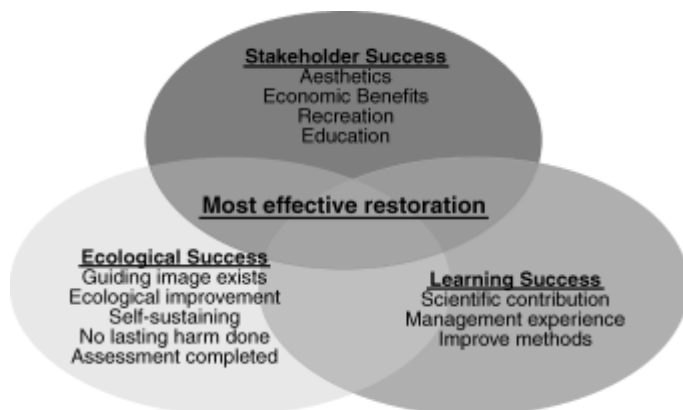 Stakeholder Success
Aesthetics
Economic Benefits
Recreation
Education
Most effective restoration
Ecological Success
Guiding image exists
Ecological improvement
Self-sustaining
No lasting harm done
Assessment completed
Learning Success
Scientific contribution
Management experience
Improve methods